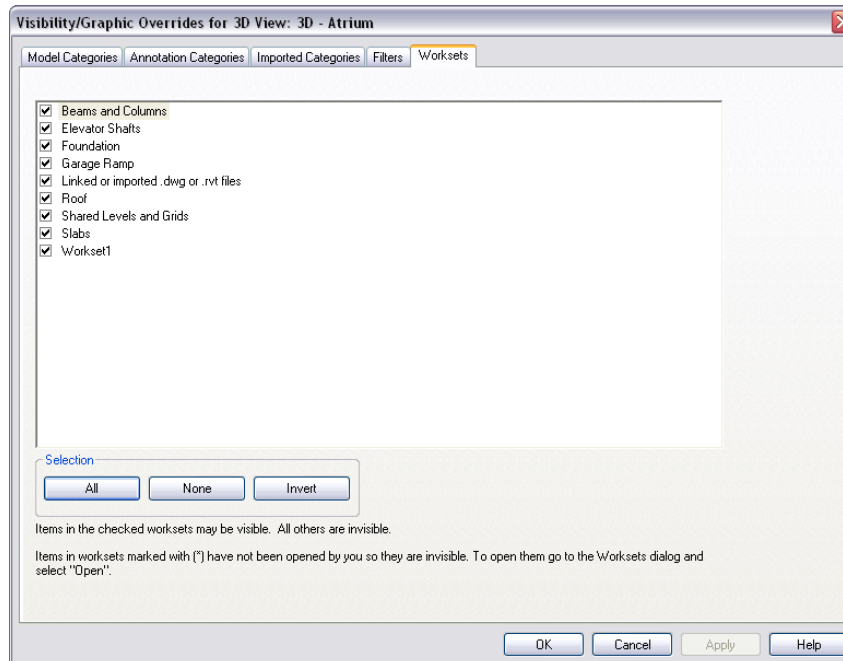 Visibility/Graphic Overrides for 3D View: 3D - Atrium
Model Categories Annotation Categories Imported Categories Filters Worksets
Beams and Columns
Elevator Shafts
Foundation
Garage Ramp
Linked or imported .dwg or .rvt files
Roof
Shared Levels and Grids
Slabs
Workset1
Selection
All None Invert
Items in the checked worksets may be visible. All others are invisible.
Items in worksets marked with (*) have not been opened by you so they are invisible. To open them go to the Worksets dialog and
select "Open".
OK Cancel Apply Help